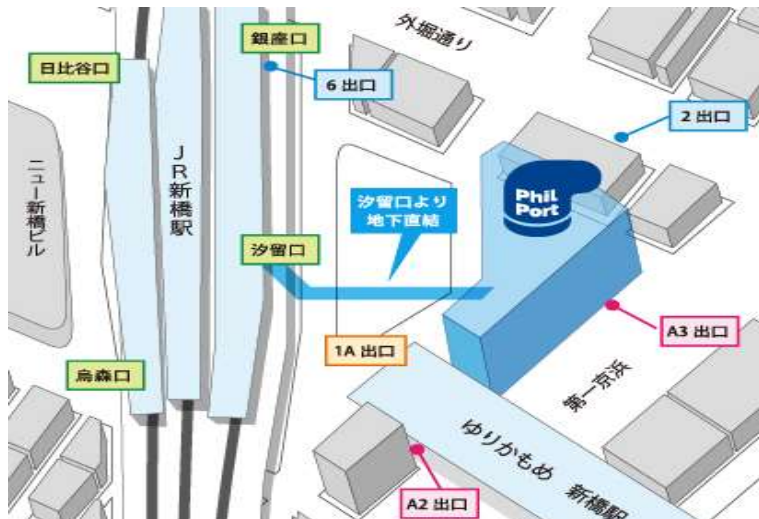 外堀通り
銀座口
日比谷口
6 出口
2 出口
JR新橋駅
ニュー新橋ビル
Phil
Port
汐留口より
地下直結
汐留口
A3 出口
1A 出口
烏森口
第一京浜
ゆりかもめ 新橋駅
A2 出口